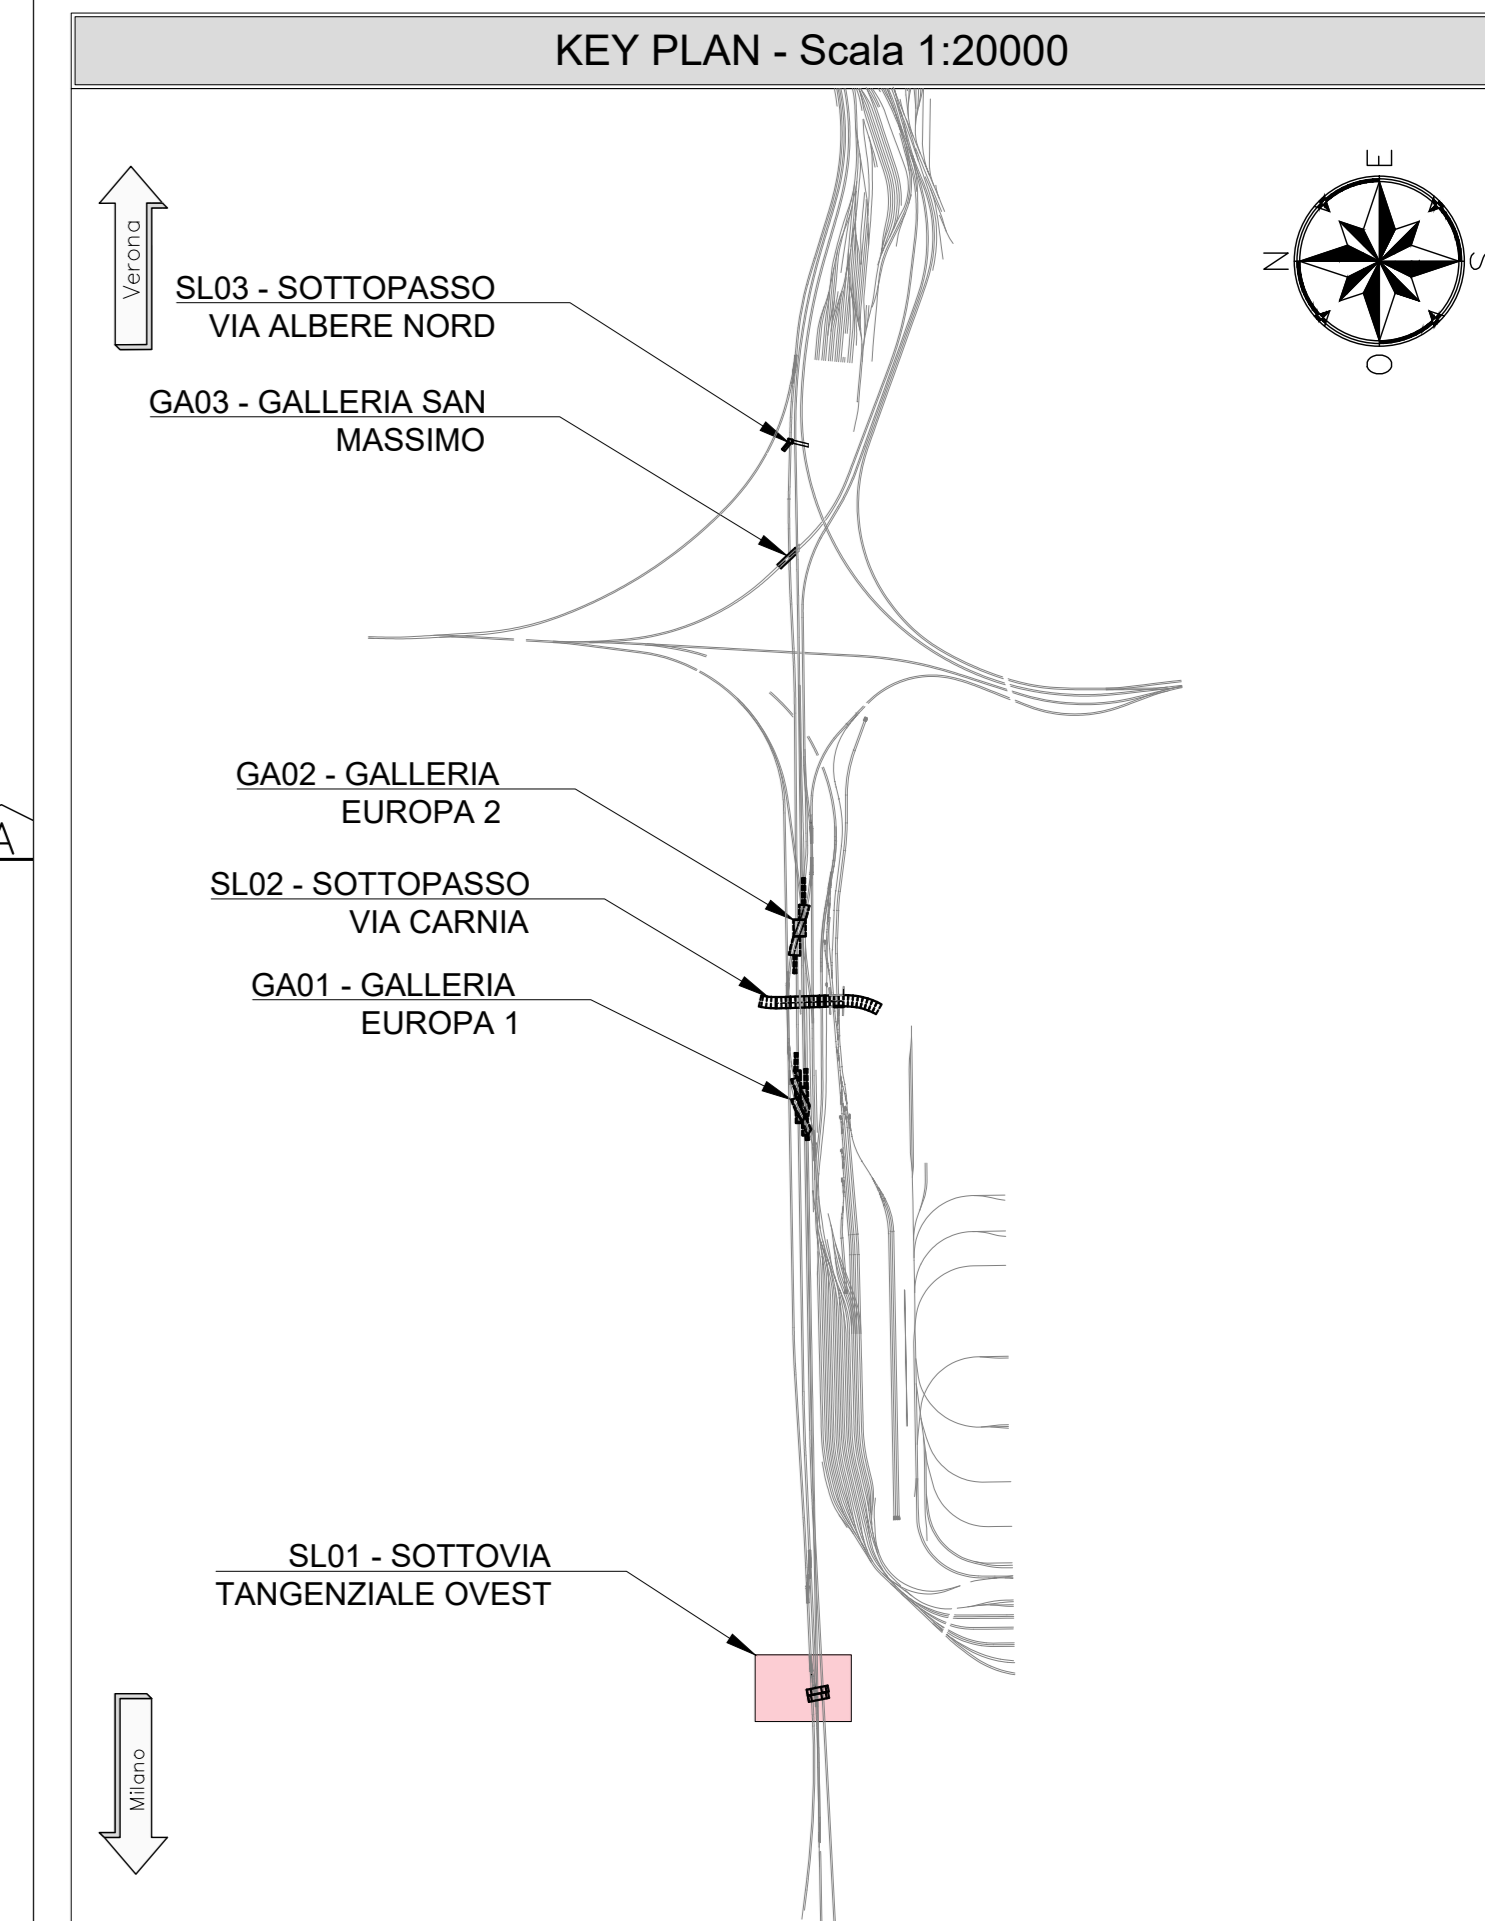 KEY PLAN - Scala 1:20000
E
N
S
O
Verona
SL03 - SOTTOPASSO
VIA ALBERE NORD
GA03 - GALLERIA SAN
MASSIMO
GA02 - GALLERIA
EUROPA 2
A
SL02 - SOTTOPASSO
VIA CARNIA
GA01 - GALLERIA
EUROPA 1
SL01 - SOTTOVIA
TANGENZIALE OVEST
Milano